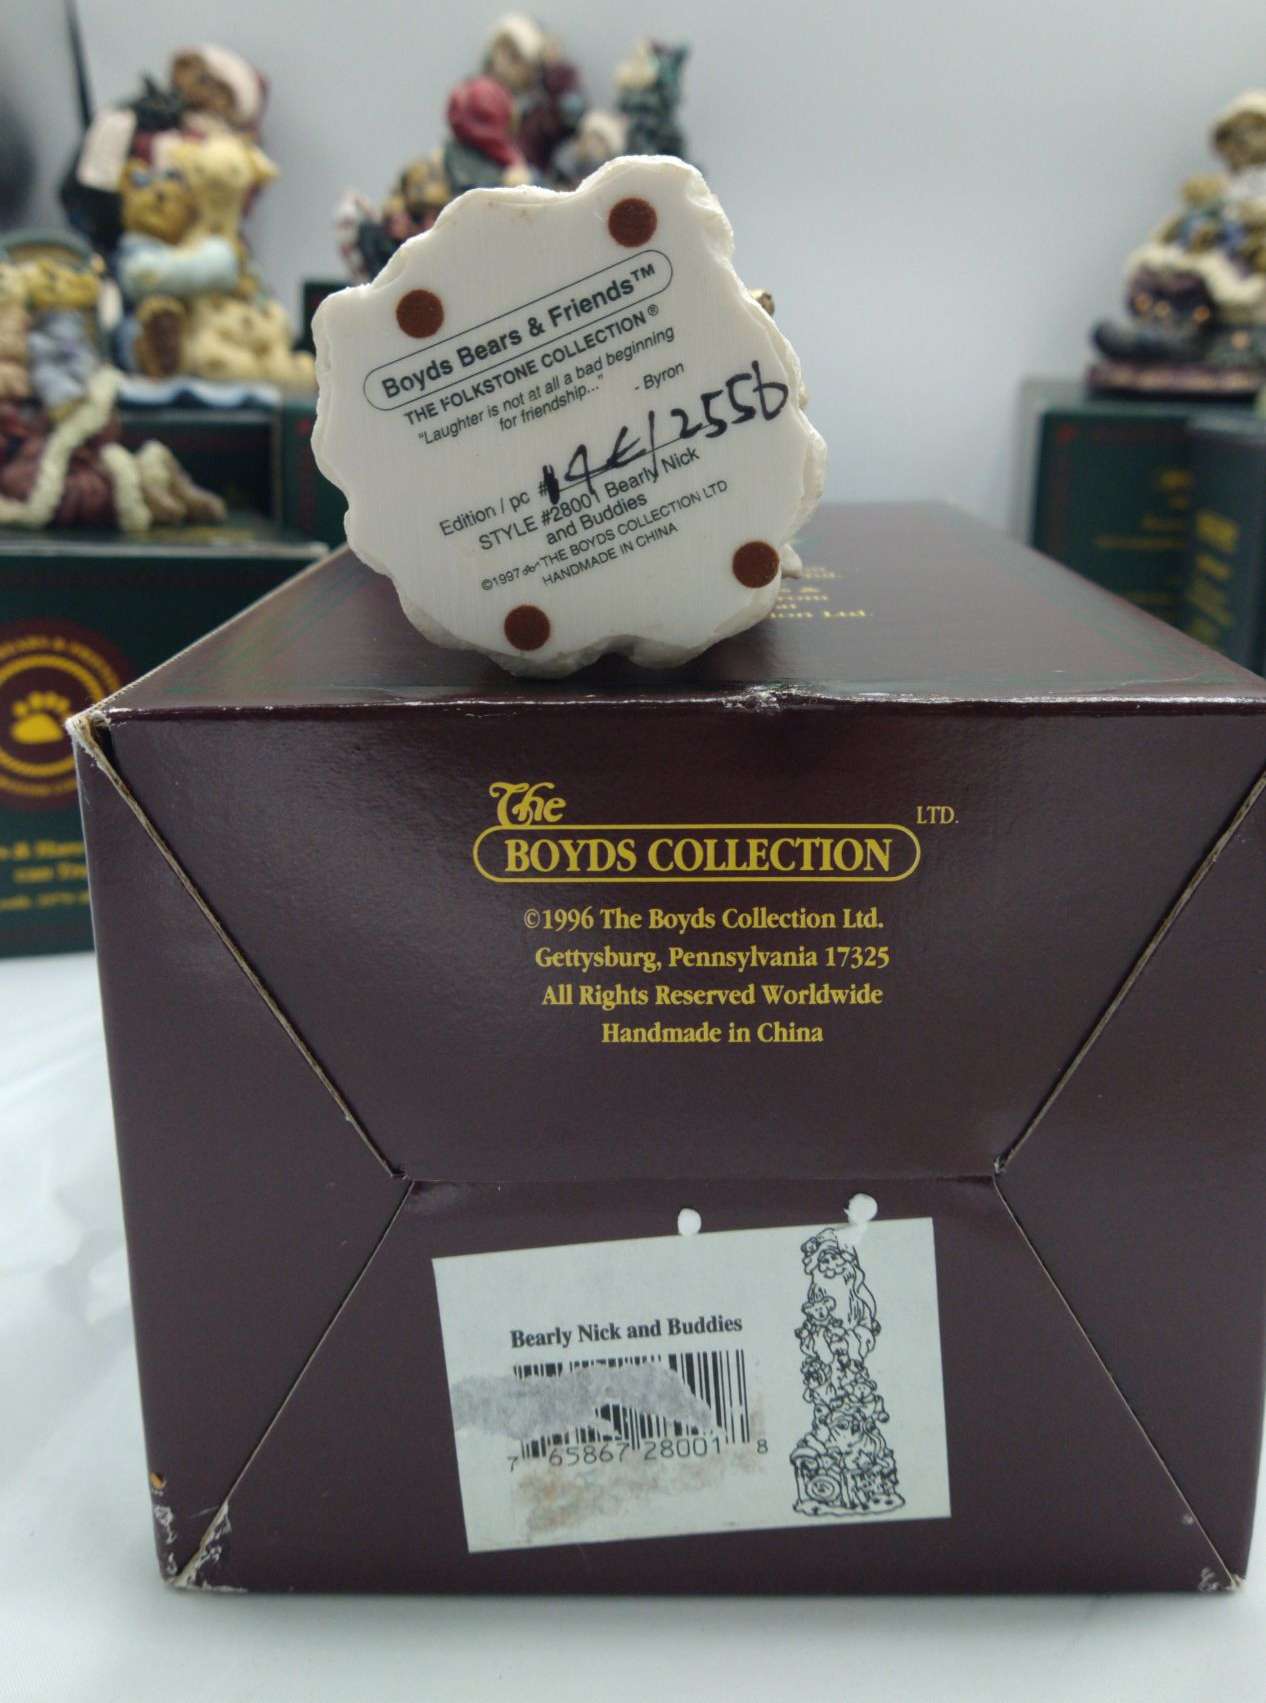 Boyds Bears & Friends™
THE FOLKSTONE COLLECTION®
"Laughter is not at all a bad beginning
for friendship..." - Byron
Edition / pc # 4E/2556
STYLE #28001 Bearly Nick
and Buddies
©1997 THE BOYDS COLLECTION LTD
HANDMADE IN CHINA
The
BOYDS COLLECTION LTD.
©1996 The Boyds Collection Ltd.
Gettysburg, Pennsylvania 17325
All Rights Reserved Worldwide
Handmade in China
Bearly Nick and Buddies
7 65867 28001 8